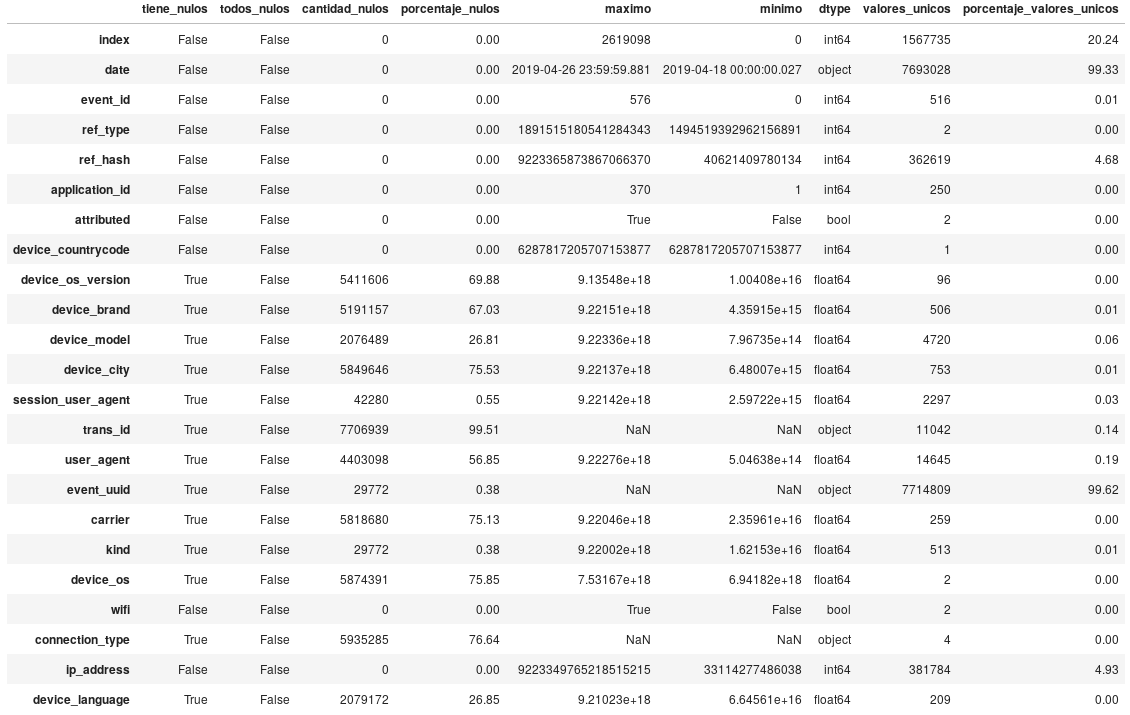 tiene_nulos todos_nulos cantidad_nulos porcentaje_nulos maximo minimo dtype valores_unicos porcentaje_valores_unicos
index False False 0 0.00 2619098 0 int64 1567735 20.24
date False False 0 0.00 2019-04-26 23:59:59.881 2019-04-18 00:00:00.027 object 7693028 99.33
event_id False False 0 0.00 576 0 int64 516 0.01
ref_type False False 0 0.00 1891515180541284343 1494519392962156891 int64 2 0.00
ref_hash False False 0 0.00 9223365873867066370 40621409780134 int64 362619 4.68
application_id False False 0 0.00 370 1 int64 250 0.00
attributed False False 0 0.00 True False bool 2 0.00
device_countrycode False False 0 0.00 6287817205707153877 6287817205707153877 int64 1 0.00
device_os_version True False 5411606 69.88 9.13548e+18 1.00408e+16 float64 96 0.00
device_brand True False 5191157 67.03 9.22151e+18 4.35915e+15 float64 506 0.01
device_model True False 2076489 26.81 9.22336e+18 7.96735e+14 float64 4720 0.06
device_city True False 5849646 75.53 9.22137e+18 6.48007e+15 float64 753 0.01
session_user_agent True False 42280 0.55 9.22142e+18 2.59722e+15 float64 2297 0.03
trans_id True False 7706939 99.51 NaN NaN object 11042 0.14
user_agent True False 4403098 56.85 9.22276e+18 5.04638e+14 float64 14645 0.19
event_uuid True False 29772 0.38 NaN NaN object 7714809 99.62
carrier True False 5818680 75.13 9.22046e+18 2.35961e+16 float64 259 0.00
kind True False 29772 0.38 9.22002e+18 1.62153e+16 float64 513 0.01
device_os True False 5874391 75.85 7.53167e+18 6.94182e+18 float64 2 0.00
wifi False False 0 0.00 True False bool 2 0.00
connection_type True False 5935285 76.64 NaN NaN object 4 0.00
ip_address False False 0 0.00 9223349765218515215 33114277486038 int64 381784 4.93
device_language True False 2079172 26.85 9.21023e+18 6.64561e+16 float64 209 0.00